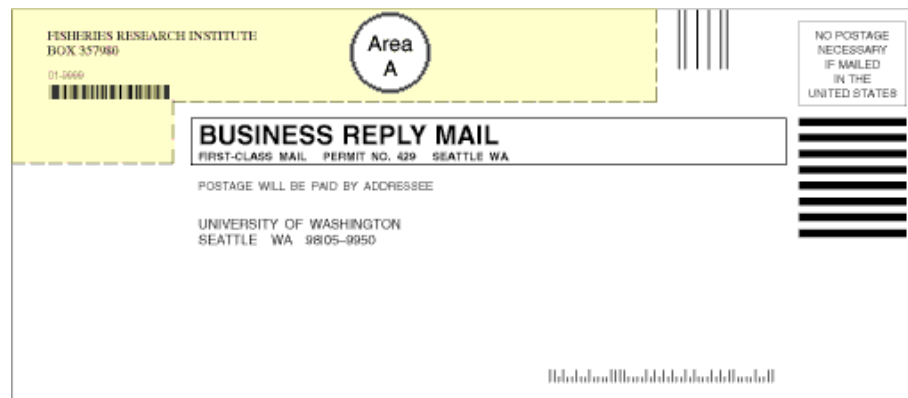 FISHERIES RESEARCH INSTITUTE
BOX 357980
01-9999
Area
A
NO POSTAGE
NECESSARY
IF MAILED
IN THE
UNITED STATES
BUSINESS REPLY MAIL
FIRST-CLASS MAIL PERMIT NO. 429 SEATTLE WA
POSTAGE WILL BE PAID BY ADDRESSEE
UNIVERSITY OF WASHINGTON
SEATTLE WA 98105–9950